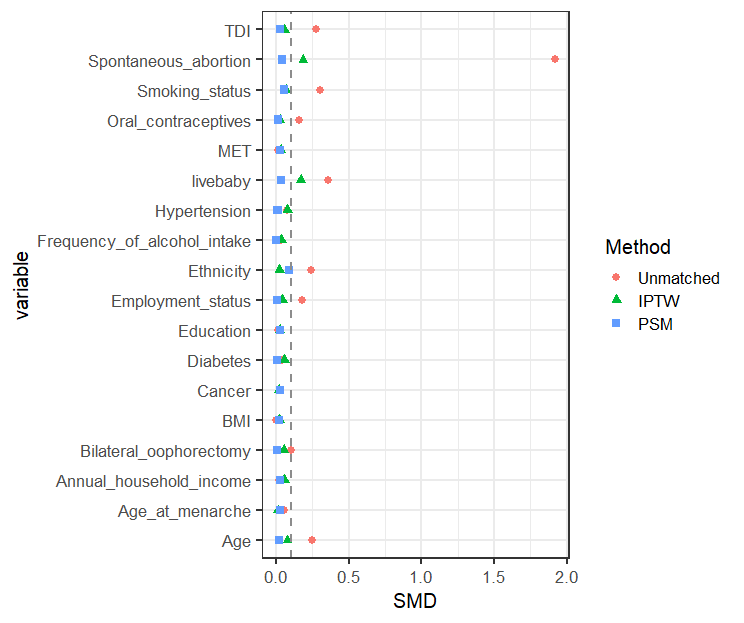 TDI
Spontaneous_abortion
Smoking_status
Oral_contraceptives
MET
livebaby
Hypertension
Frequency_of_alcohol_intake
Ethnicity
Employment_status
Education
Diabetes
Cancer
BMI
Bilateral_oophorectomy
Annual_household_income
Age_at_menarche
Age
variable
0.0 0.5 1.0 1.5 2.0
SMD
Method
Unmatched
IPTW
PSM